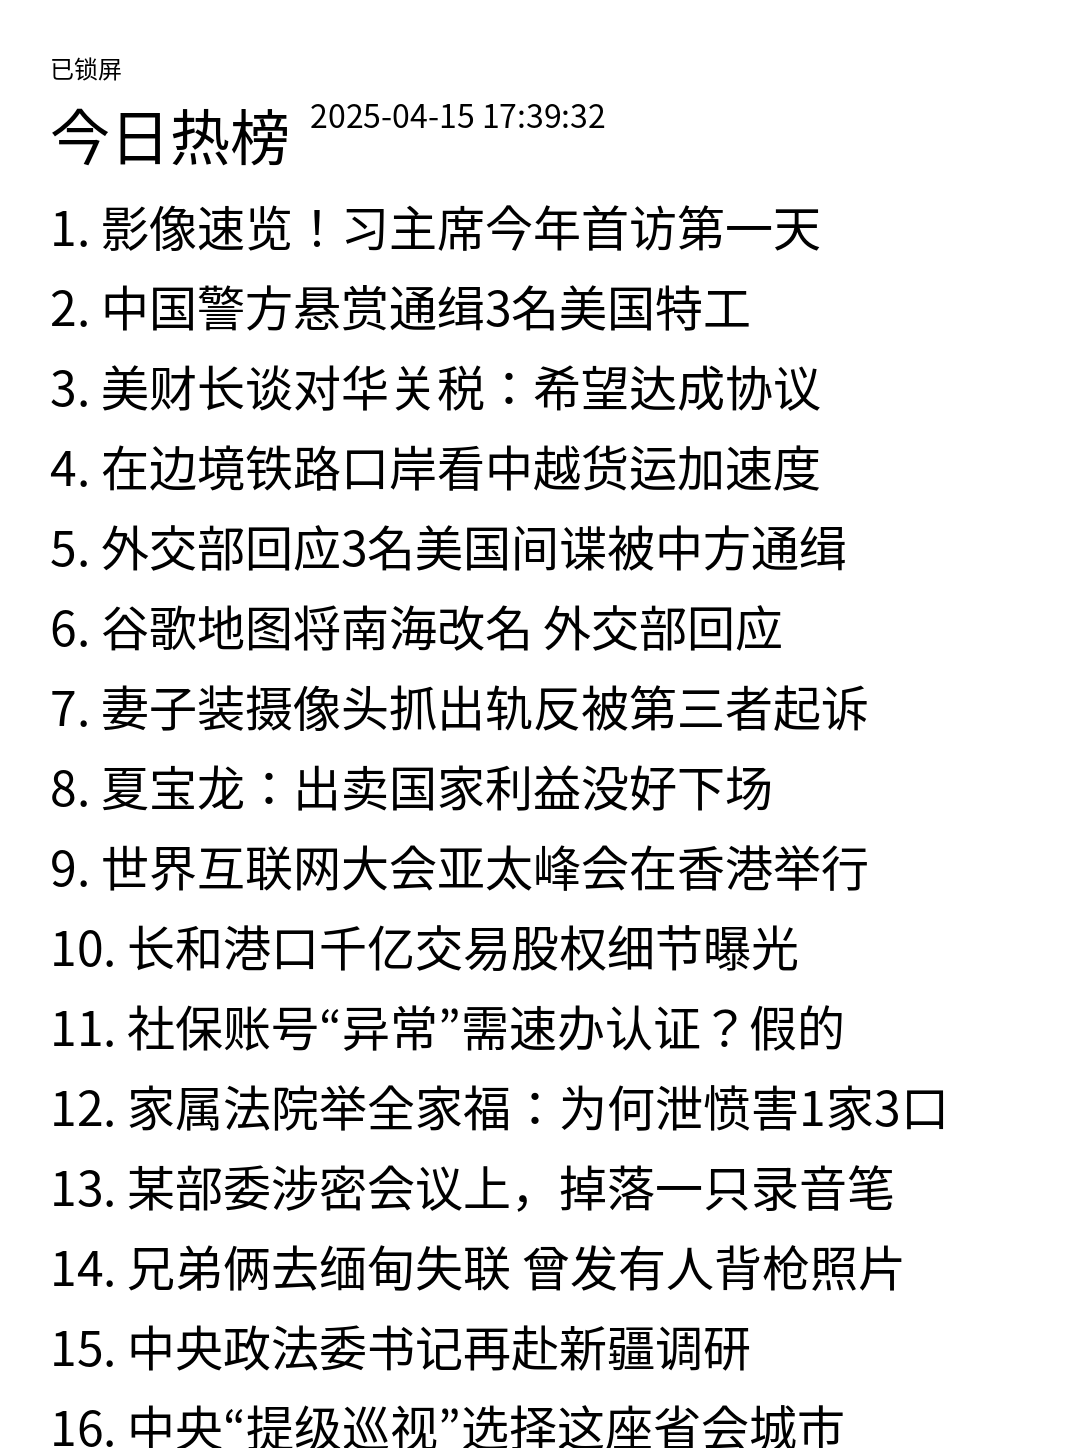 已锁屏
今日热榜 2025-04-15 17:39:32
1. 影像速览！习主席今年首访第一天
2. 中国警方悬赏通缉3名美国特工
3. 美财长谈对华关税：希望达成协议
4. 在边境铁路口岸看中越货运加速度
5. 外交部回应3名美国间谍被中方通缉
6. 谷歌地图将南海改名 外交部回应
7. 妻子装摄像头抓出轨反被第三者起诉
8. 夏宝龙：出卖国家利益没好下场
9. 世界互联网大会亚太峰会在香港举行
10. 长和港口千亿交易股权细节曝光
11. 社保账号“异常”需速办认证？假的
12. 家属法院举全家福：为何泄愤害1家3口
13. 某部委涉密会议上，掉落一只录音笔
14. 兄弟俩去缅甸失联 曾发有人背枪照片
15. 中央政法委书记再赴新疆调研
16. 中央“提级巡视”选择这座省会城市